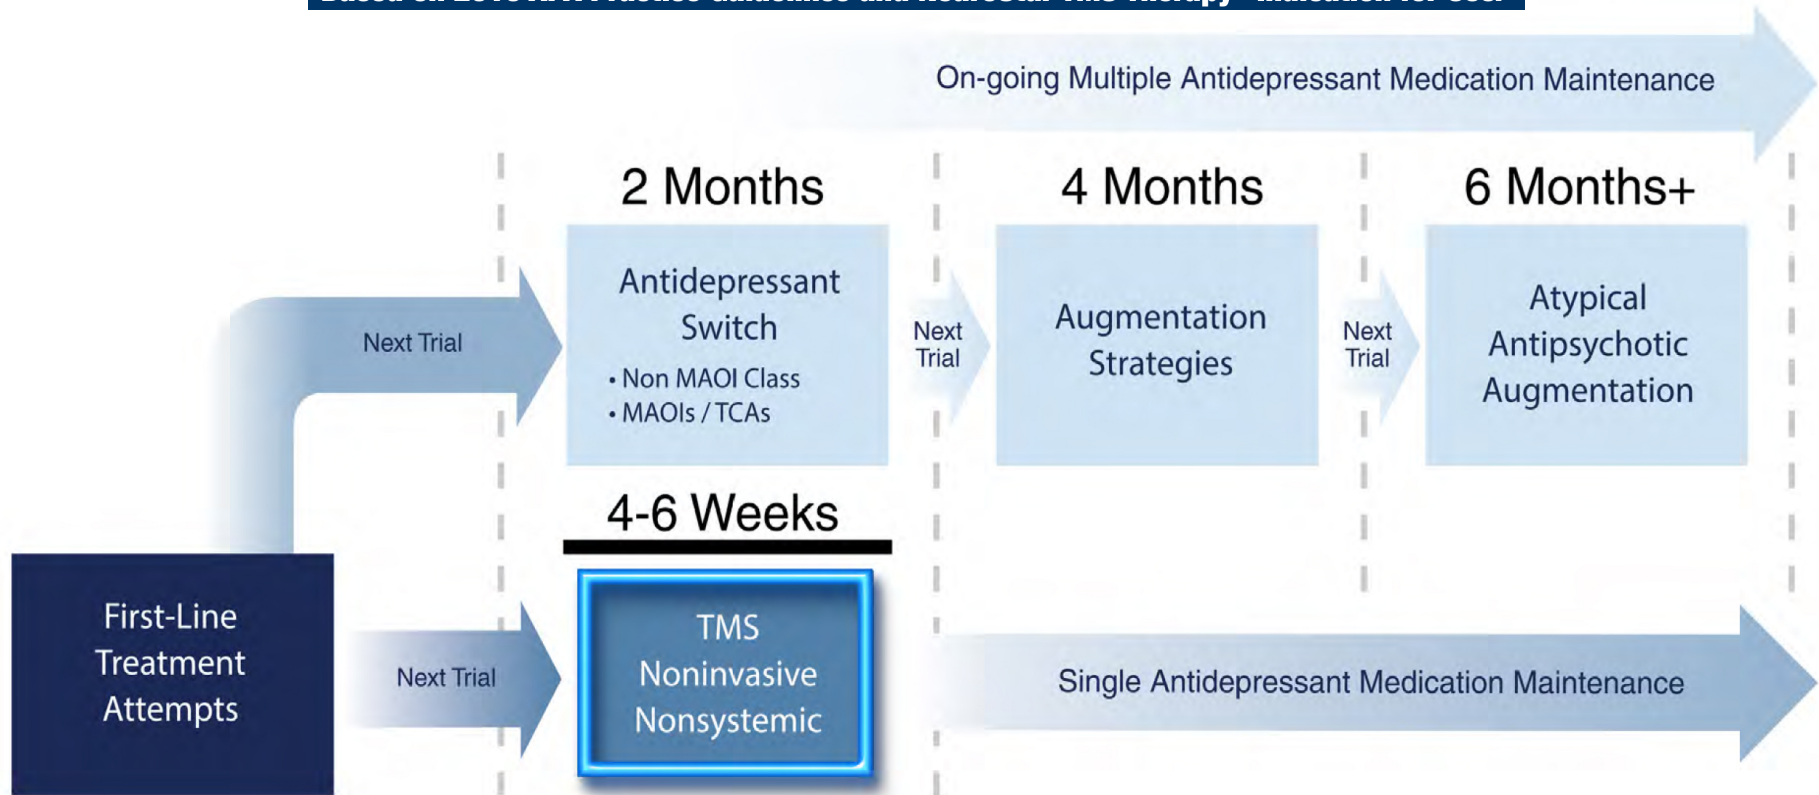 On-going Multiple Antidepressant Medication Maintenance
2 Months
4 Months
6 Months+
Antidepressant
Switch
• Non MAOI Class
• MAOIs / TCAs
Next Trial
Next
Trial
Augmentation
Strategies
Next
Trial
Atypical
Antipsychotic
Augmentation
4-6 Weeks
First-Line
Treatment
Attempts
Next Trial
TMS
Noninvasive
Nonsystemic
Single Antidepressant Medication Maintenance